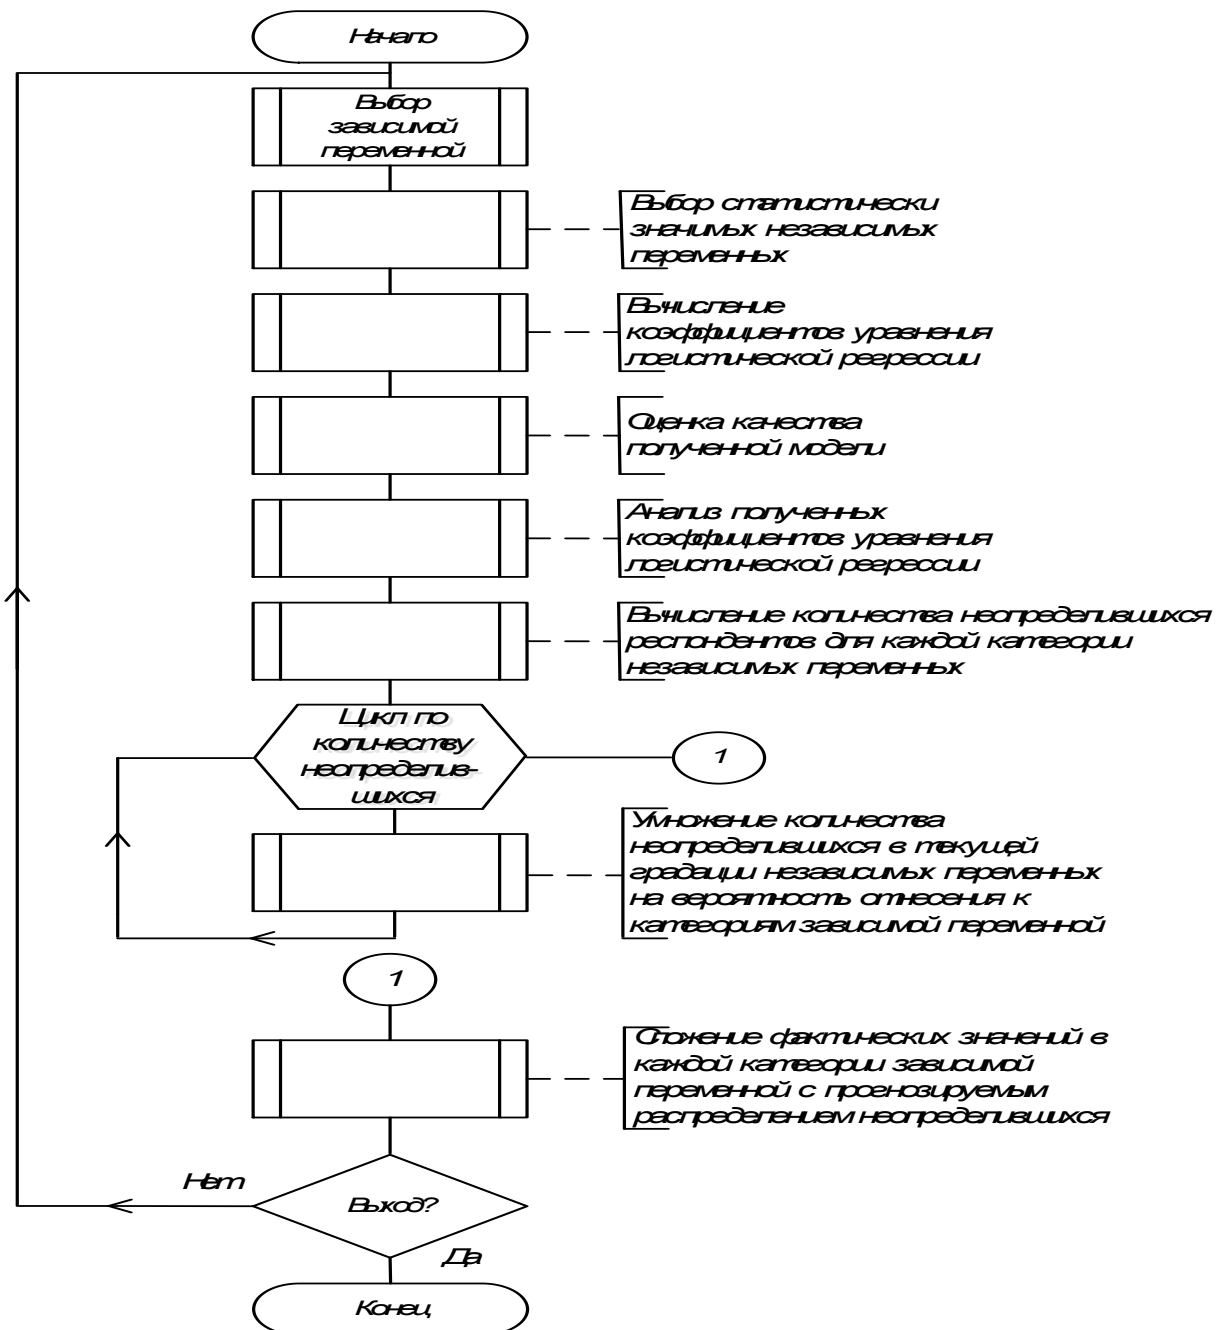 Начало
Выбор
зависимой
переменной
Выбор статистически
значимых независимых
переменных
Вычисление
коэффициентов уравнения
логистической регрессии
Оценка качества
полученной модели
Анализ полученных
коэффициентов уравнения
логистической регрессии
Вычисление количества неопределившихся
респондентов для каждой категории
независимых переменных
Цикл по
количеству
неопределив-
шихся
1
Умножение количества
неопределившихся в текущей
градации независимых переменных
на вероятность отнесения к
категориям зависимой переменной
1
Сложение фактических значений в
каждой категории зависимой
переменной с прогнозируемым
распределением неопределившихся
Нет
Выход?
Да
Конец